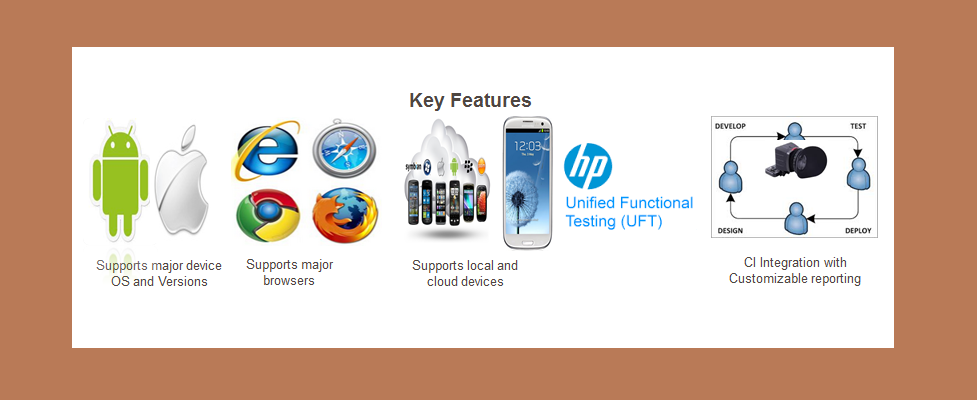 Key Features
Supports major device
OS and Versions
Supports major
browsers
symbian
12:03
Supports local and
cloud devices
hp
Unified Functional
Testing (UFT)
DEVELOP
TEST
DESIGN
DEPLOY
CI Integration with
Customizable reporting